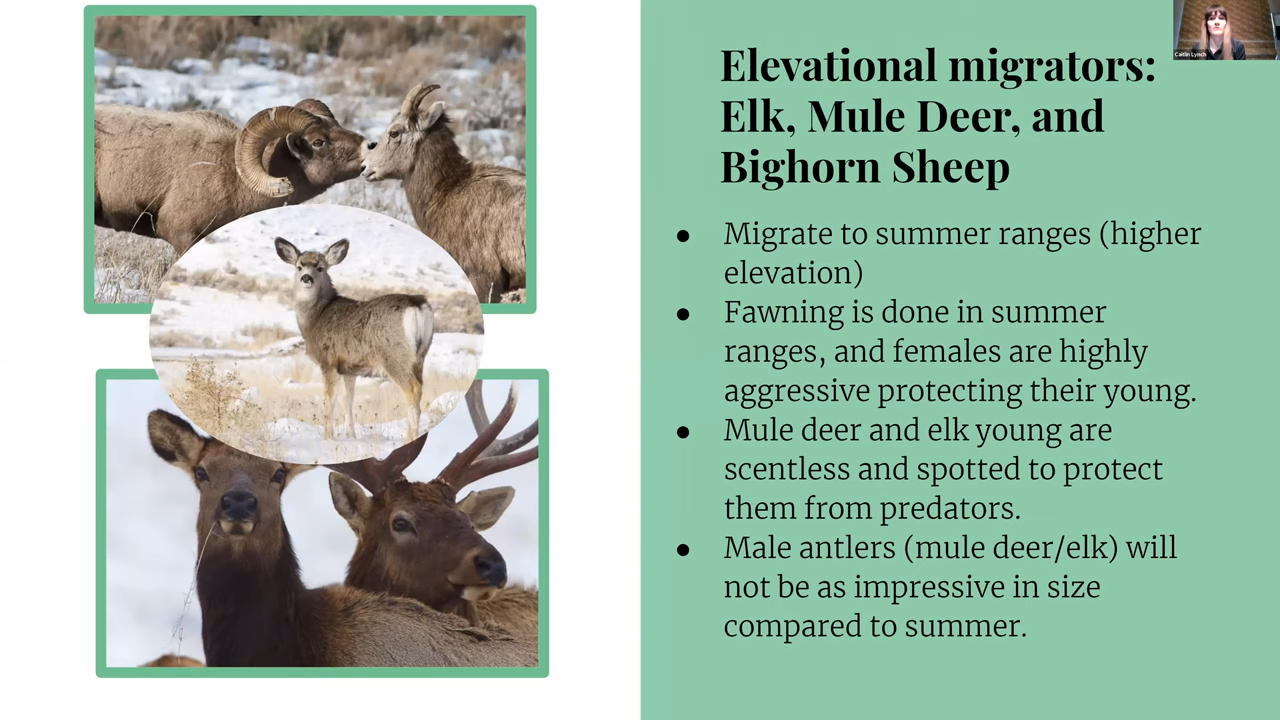 Caitlin Lynch
Elevational migrators:
Elk, Mule Deer, and
Bighorn Sheep
● Migrate to summer ranges (higher
elevation)
● Fawning is done in summer
ranges, and females are highly
aggressive protecting their young.
● Mule deer and elk young are
scentless and spotted to protect
them from predators.
● Male antlers (mule deer/elk) will
not be as impressive in size
compared to summer.